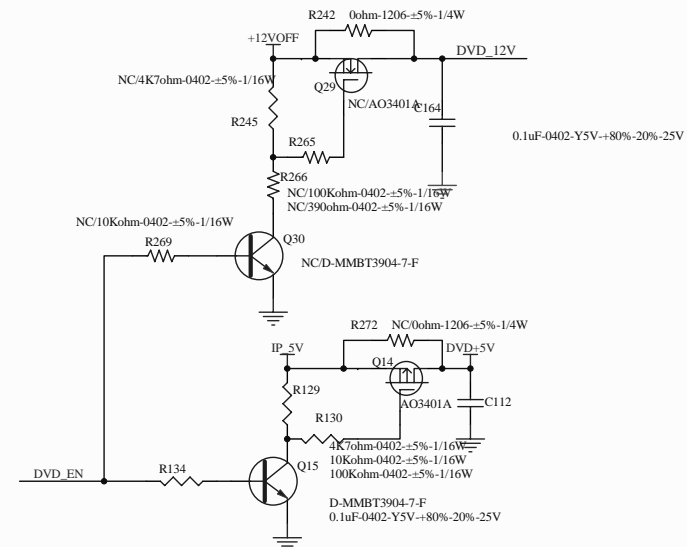 R242 0ohm-1206-±5%-1/4W
+12VOFF
DVD_12V
NC/4K7ohm-0402-±5%-1/16W
Q29
NC/AO3401A
C164
R245
0.1uF-0402-Y5V-+80%-20%-25V
R265
R266
NC/100Kohm-0402-±5%-1/16W
NC/390ohm-0402-±5%-1/16W
NC/10Kohm-0402-±5%-1/16W
R269
Q30
NC/D-MMBT3904-7-F
R272 NC/0ohm-1206-±5%-1/4W
IP_5V
DVD+5V
Q14
R129
AO3401A
C112
R130
4K7ohm-0402-±5%-1/16W
10Kohm-0402-±5%-1/16W
100Kohm-0402-±5%-1/16W
DVD_EN
R134
Q15
D-MMBT3904-7-F
0.1uF-0402-Y5V-+80%-20%-25V